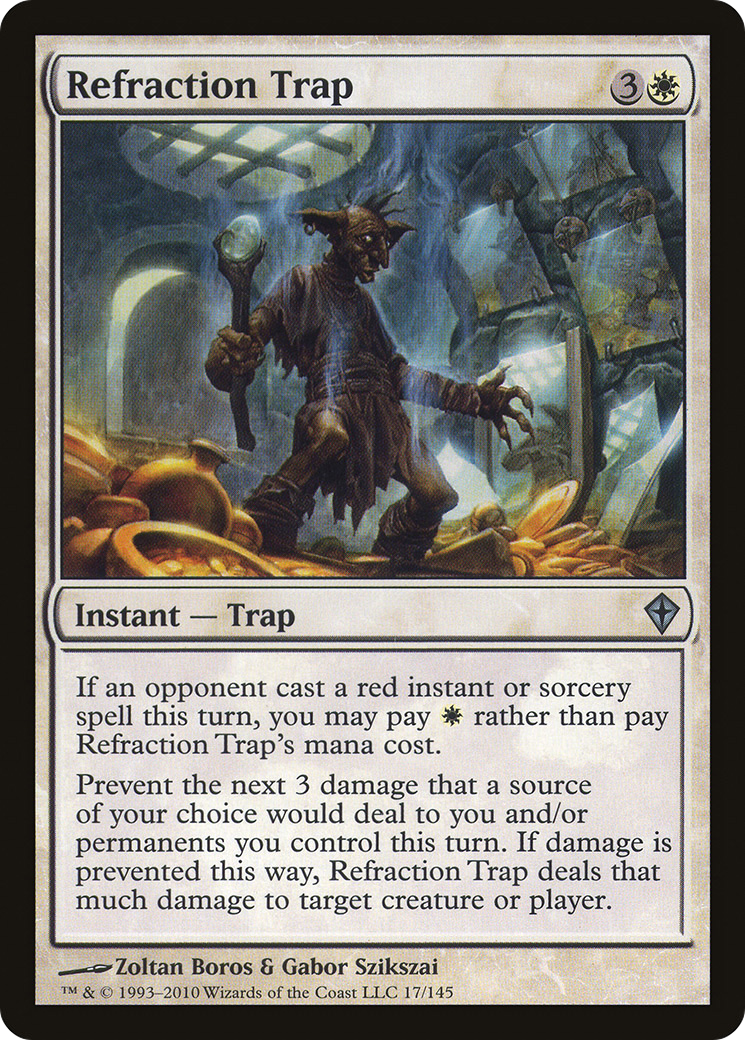 Refraction Trap 3
Instant — Trap
If an opponent cast a red instant or sorcery
spell this turn, you may pay rather than pay
Refraction Trap's mana cost.
Prevent the next 3 damage that a source
of your choice would deal to you and/or
permanents you control this turn. If damage is
prevented this way, Refraction Trap deals that
much damage to target creature or player.
Zoltan Boros & Gabor Szikszai
™ & © 1993–2010 Wizards of the Coast LLC 17/145